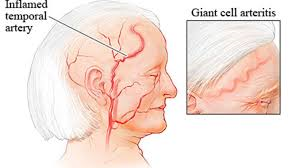 Inflamed
temporal
artery
Giant cell arteritis